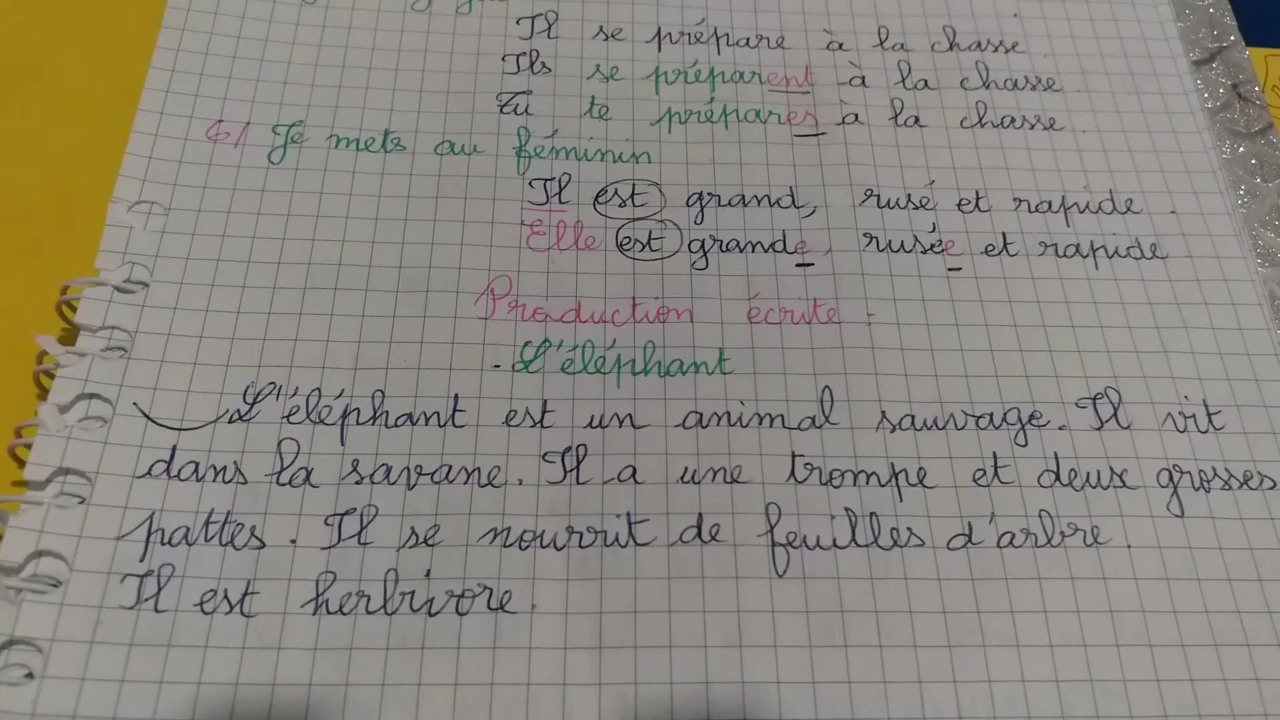 Il se prépare à la chasse
Ils se préparent à la chasse.
Tu te prépares à la chasse.
6/ Je mets au féminin
Il est grand, rusé et rapide.
Elle est grande, rusée et rapide
Production écrite :
- L'éléphant
L'éléphant est un animal sauvage. Il vit
dans la savane. Il a une trompe et deux grosses
pattes. Il se nourrit de feuilles d'arbre.
Il est herbivore.